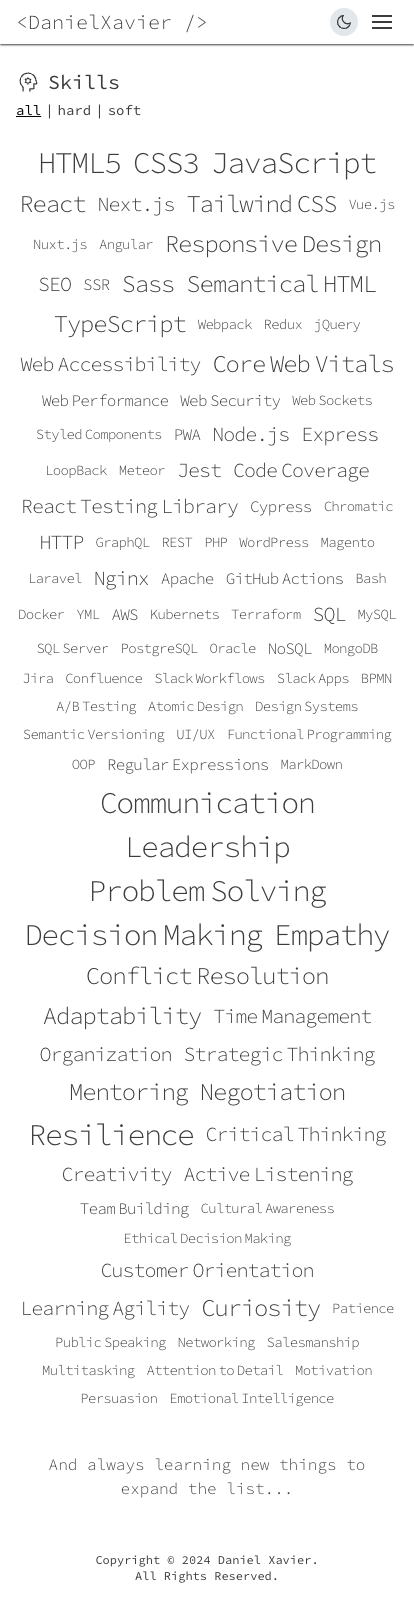 <DanielXavier />
Skills
all | hard | soft
HTML5 CSS3 JavaScript
React Next.js Tailwind CSS Vue.js
Nuxt.js Angular Responsive Design
SEO SSR Sass Semantical HTML
TypeScript Webpack Redux jQuery
Web Accessibility Core Web Vitals
Web Performance Web Security Web Sockets
Styled Components PWA Node.js Express
LoopBack Meteor Jest Code Coverage
React Testing Library Cypress Chromatic
HTTP GraphQL REST PHP WordPress Magento
Laravel Nginx Apache GitHub Actions Bash
Docker YML AWS Kubernets Terraform SQL MySQL
SQL Server PostgreSQL Oracle NoSQL MongoDB
Jira Confluence Slack Workflows Slack Apps BPMN
A/B Testing Atomic Design Design Systems
Semantic Versioning UI/UX Functional Programming
OOP Regular Expressions MarkDown
Communication
Leadership
Problem Solving
Decision Making Empathy
Conflict Resolution
Adaptability Time Management
Organization Strategic Thinking
Mentoring Negotiation
Resilience Critical Thinking
Creativity Active Listening
Team Building Cultural Awareness
Ethical Decision Making
Customer Orientation
Learning Agility Curiosity Patience
Public Speaking Networking Salesmanship
Multitasking Attention to Detail Motivation
Persuasion Emotional Intelligence
And always learning new things to
expand the list...
Copyright © 2024 Daniel Xavier.
All Rights Reserved.